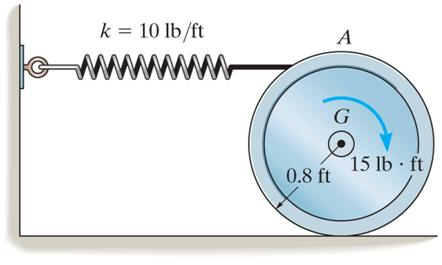 k = 10 lb/ft
A
G
15 lb · ft
0.8 ft